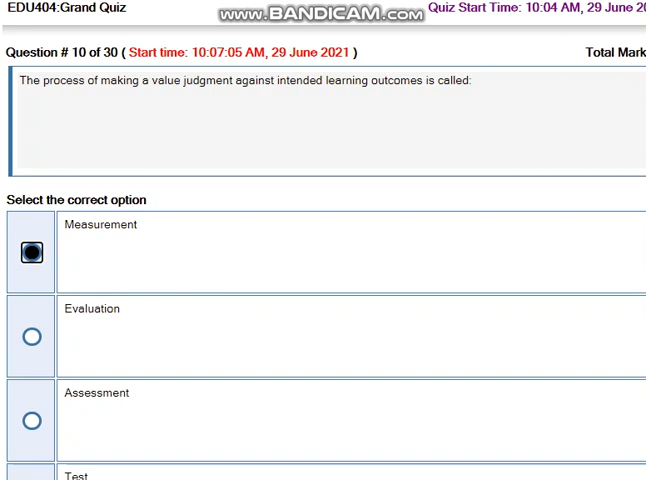 EDU404:Grand Quiz
www.BANDICAM.com
Quiz Start Time: 10:04 AM, 29 June 20
Question # 10 of 30 ( Start time: 10:07:05 AM, 29 June 2021 )
Total Mark
The process of making a value judgment against intended learning outcomes is called:
Select the correct option
Measurement
Evaluation
Assessment
Test